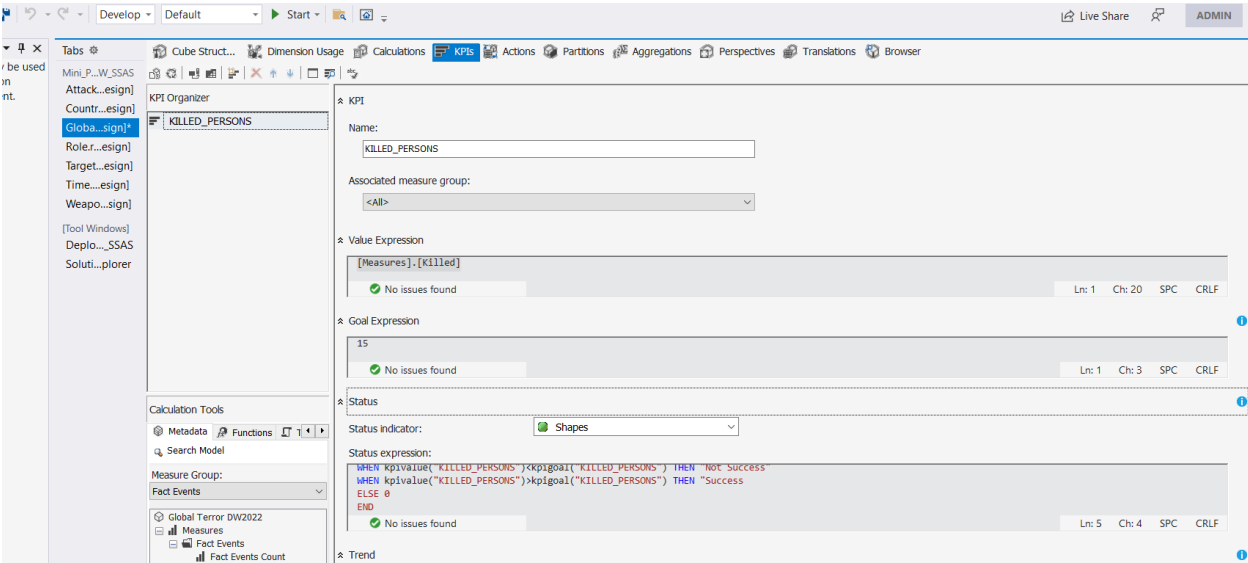 Develop Default Start Live Share ADMIN
Tabs Cube Struct... Dimension Usage Calculations KPIs Actions Partitions Aggregations Perspectives Translations Browser
y be used
on
ent.
Mini_P...W_SSAS
Attack...esign]
Countr...esign]
Globa...sign]*
Role.r...esign]
Target...esign]
Time....esign]
Weapo...sign]
[Tool Windows]
Deplo..._SSAS
Soluti...plorer
KPI Organizer
KILLED_PERSONS
Calculation Tools
Metadata Functions T
Search Model
Measure Group:
Fact Events
Global Terror DW2022
Measures
Fact Events
Fact Events Count
KPI
Name:
KILLED_PERSONS
Associated measure group:
<All>
Value Expression
[Measures].[Killed]
No issues found Ln: 1 Ch: 20 SPC CRLF
Goal Expression
15
No issues found Ln: 1 Ch: 3 SPC CRLF
Status
Status indicator: Shapes
Status expression:
WHEN kpivalue("KILLED_PERSONS")<kpigoal("KILLED_PERSONS") THEN "Not Success"
WHEN kpivalue("KILLED_PERSONS")>kpigoal("KILLED_PERSONS") THEN "Success
ELSE 0
END
No issues found Ln: 5 Ch: 4 SPC CRLF
Trend